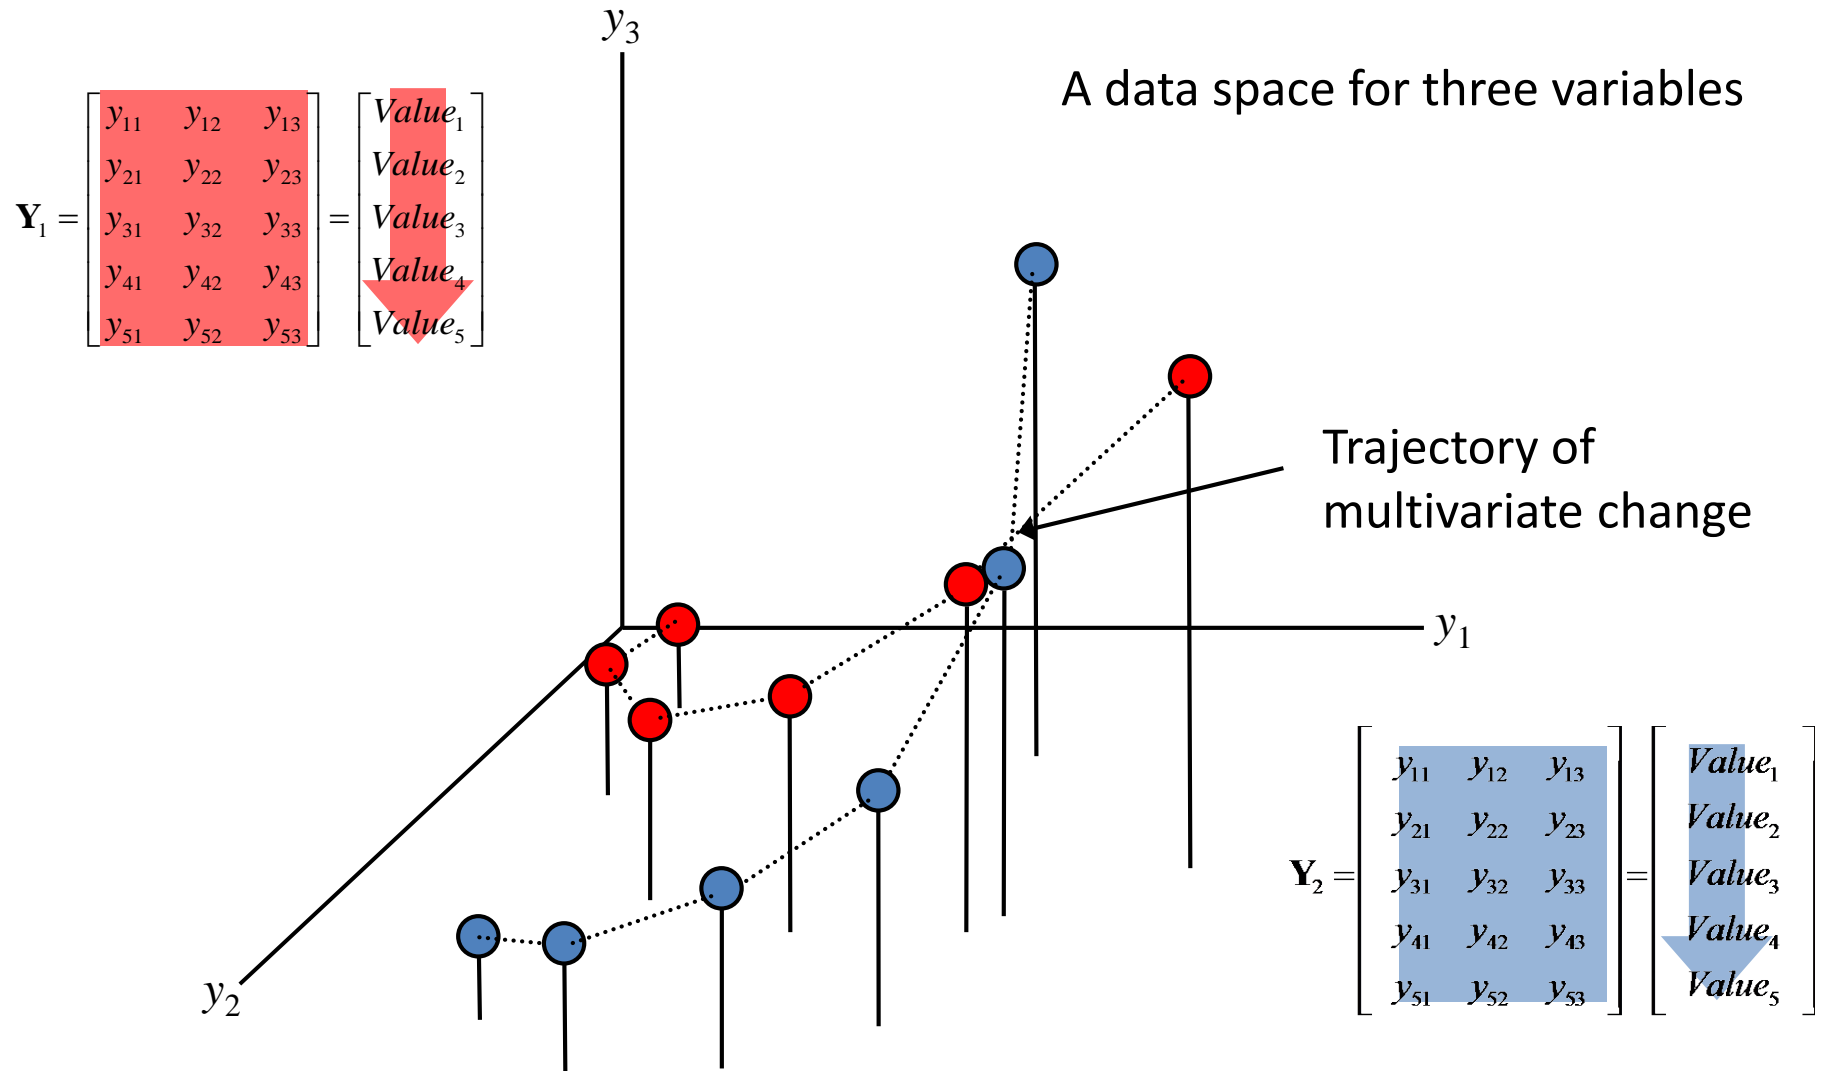 y₃
A data space for three variables
y₁₁ y₁₂ y₁₃ Value₁
y₂₁ y₂₂ y₂₃ Value₂
Y₁ = y₃₁ y₃₂ y₃₃ = Value₃
y₄₁ y₄₂ y₄₃ Value₄
y₅₁ y₅₂ y₅₃ Value₅
Trajectory of
multivariate change
y₁
y₁₁ y₁₂ y₁₃ Value₁
y₂₁ y₂₂ y₂₃ Value₂
Y₂ = y₃₁ y₃₂ y₃₃ = Value₃
y₄₁ y₄₂ y₄₃ Value₄
y₅₁ y₅₂ y₅₃ Value₅
y₂